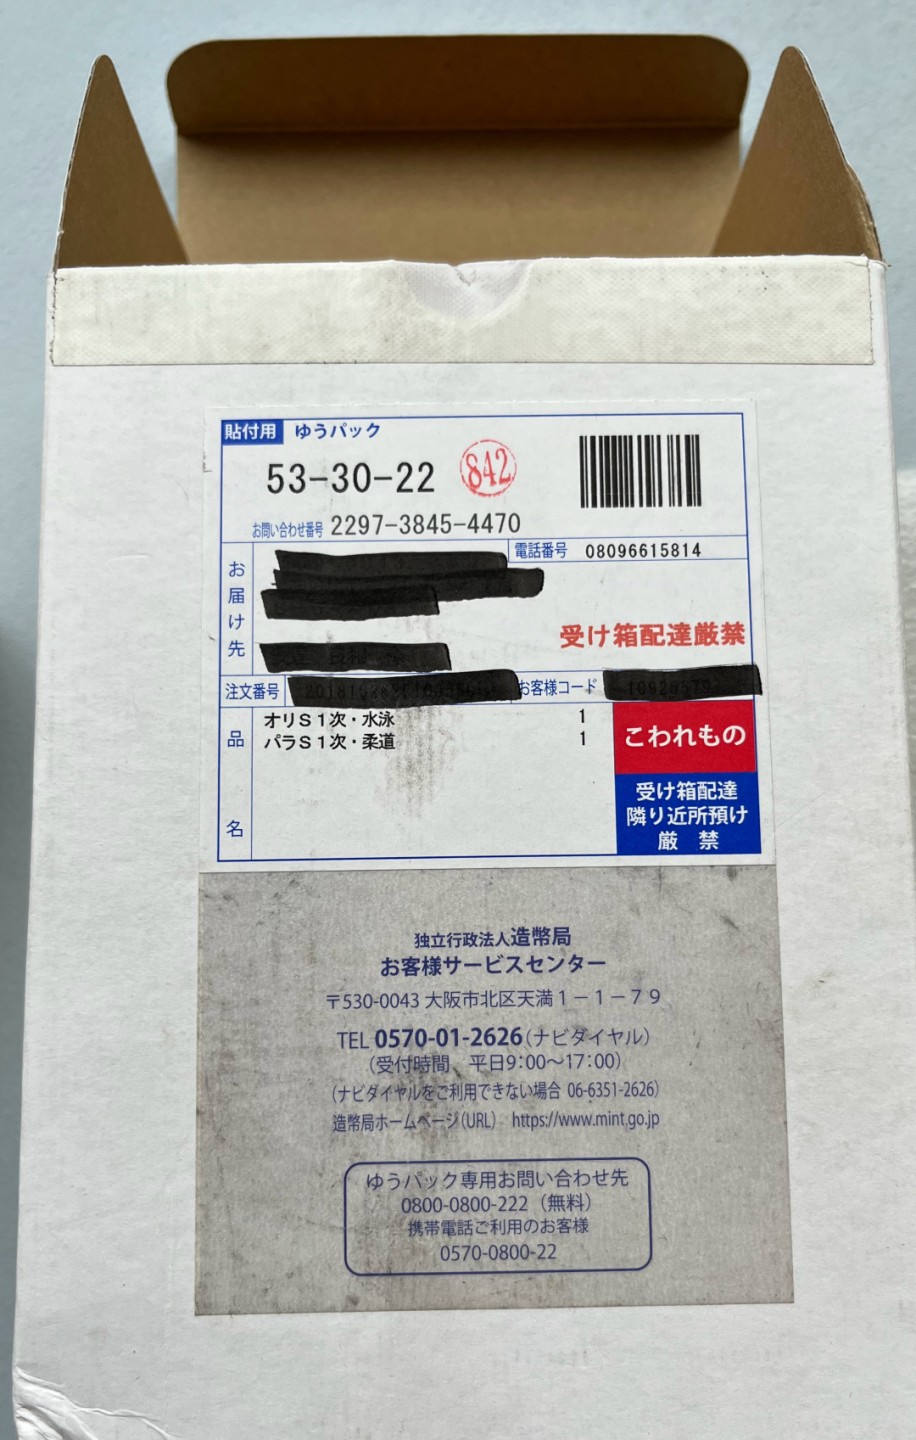 貼付用 ゆうパック
53-30-22
842
お問い合わせ番号 2297-3845-4470
お届け先
電話番号 08096615814
受け箱配達厳禁
注文番号
お客様コード
品名
オリS1次・水泳 1
パラS1次・柔道 1
こわれもの
受け箱配達
隣り近所預け
厳 禁
独立行政法人造幣局
お客様サービスセンター
〒530-0043 大阪市北区天満1-1-79
TEL 0570-01-2626(ナビダイヤル)
(受付時間 平日9:00〜17:00)
(ナビダイヤルをご利用できない場合 06-6351-2626)
造幣局ホームページ(URL) https://www.mint.go.jp
ゆうパック専用お問い合わせ先
0800-0800-222(無料)
携帯電話ご利用のお客様
0570-0800-22